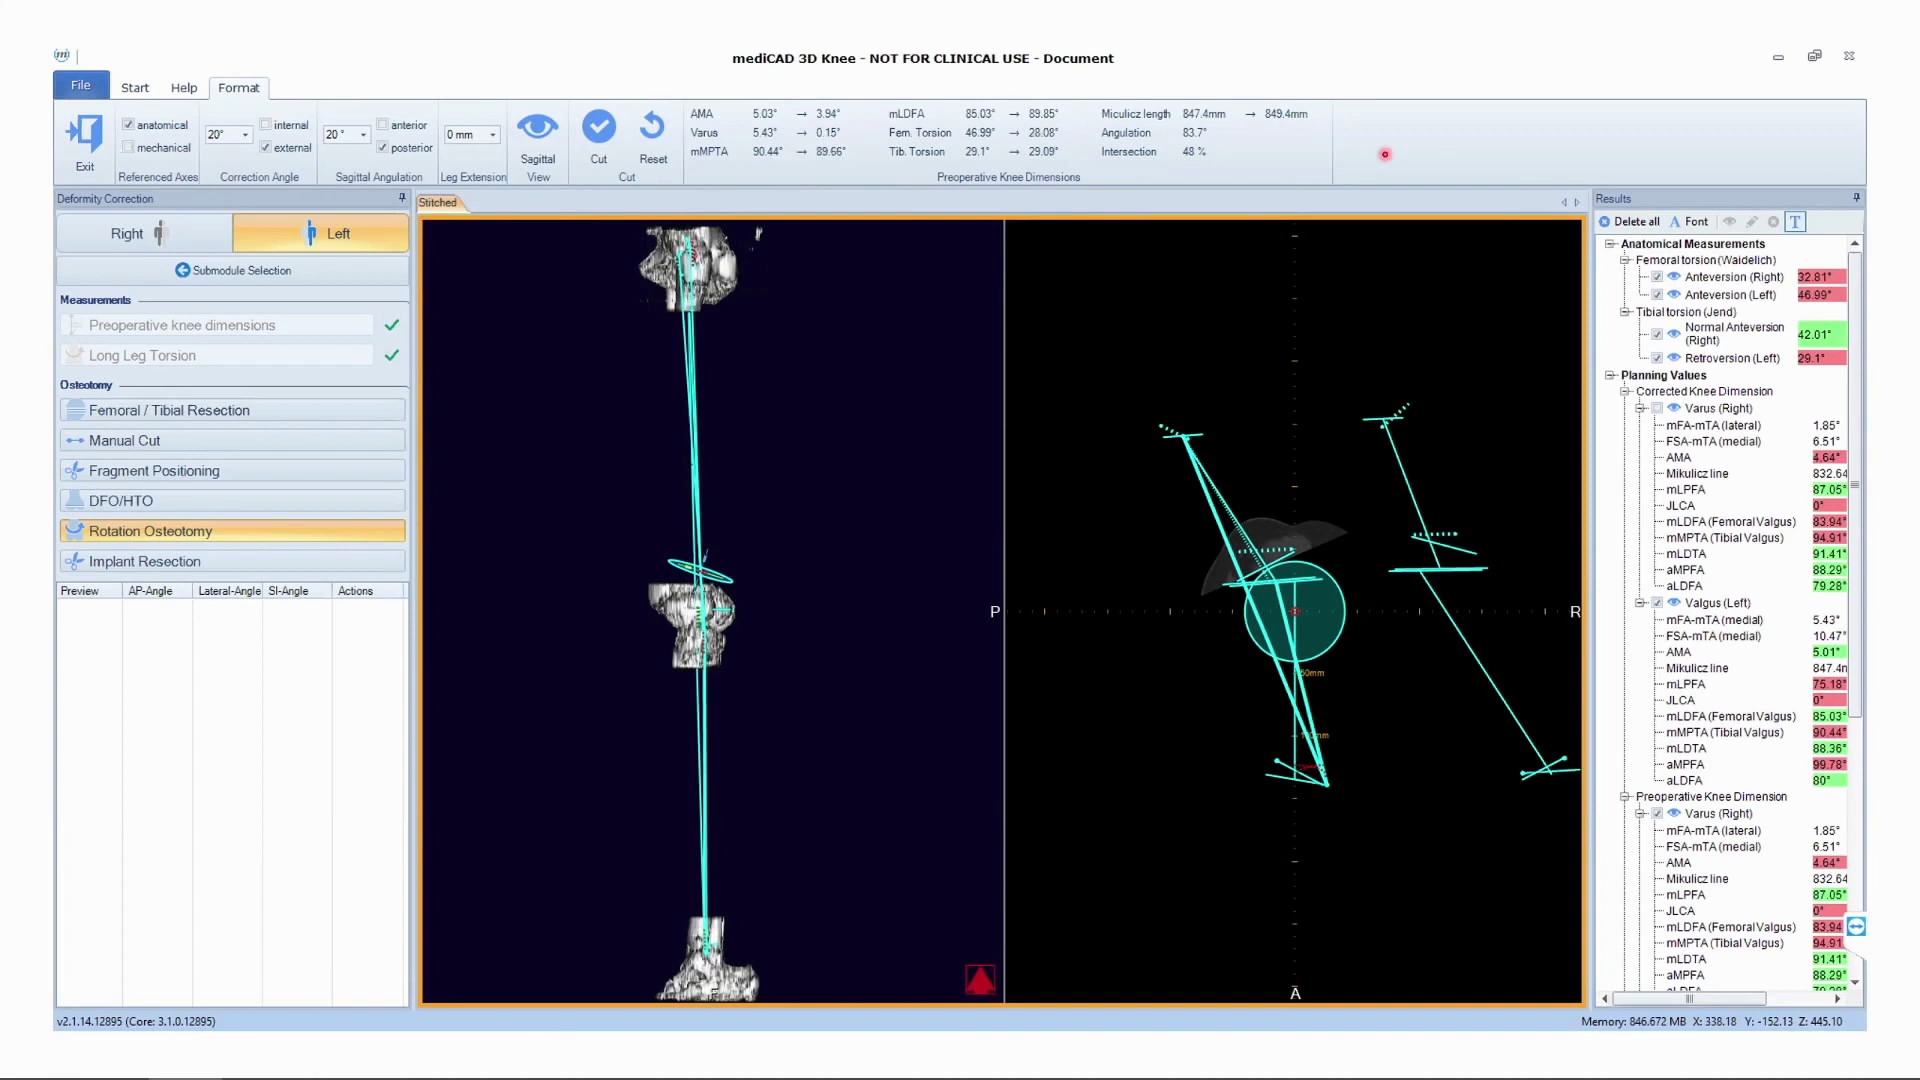 mediCAD 3D Knee - NOT FOR CLINICAL USE - Document
File Start Help Format
Exit
anatomical
mechanical
Referenced Axes
20°
internal
external
Correction Angle
20 °
anterior
posterior
Sagittal Angulation
0 mm
Leg Extension
Sagittal
View
Cut
Reset
Cut
AMA 5.03° → 3.94° mLDFA 85.03° → 89.85° Miculicz length 847.4mm → 849.4mm
Varus 5.43° → 0.15° Fem. Torsion 46.99° → 28.08° Angulation 83.7°
mMPTA 90.44° → 89.66° Tib. Torsion 29.1° → 29.09° Intersection 48 %
Preoperative Knee Dimensions
Deformity Correction
Right Left
Submodule Selection
Measurements
Preoperative knee dimensions
Long Leg Torsion
Osteotomy
Femoral / Tibial Resection
Manual Cut
Fragment Positioning
DFO/HTO
Rotation Osteotomy
Implant Resection
Preview AP-Angle Lateral-Angle SI-Angle Actions
Stitched
P
R
50mm
A
Results
Delete all A Font T
Anatomical Measurements
Femoral torsion (Waidelich)
Anteversion (Right) 32.81°
Anteversion (Left) 46.99°
Tibial torsion (Jend)
Normal Anteversion
(Right) 42.01°
Retroversion (Left) 29.1°
Planning Values
Corrected Knee Dimension
Varus (Right)
mFA-mTA (lateral) 1.85°
FSA-mTA (medial) 6.51°
AMA 4.64°
Mikulicz line 832.64
mLPFA 87.05°
JLCA 0°
mLDFA (Femoral Valgus) 83.94°
mMPTA (Tibial Valgus) 94.91°
mLDTA 91.41°
aMPFA 88.29°
aLDFA 79.28°
Valgus (Left)
mFA-mTA (medial) 5.43°
FSA-mTA (medial) 10.47°
AMA 5.01°
Mikulicz line 847.4
mLPFA 75.18°
JLCA 0°
mLDFA (Femoral Valgus) 85.03°
mMPTA (Tibial Valgus) 90.44°
mLDTA 88.36°
aMPFA 99.78°
aLDFA 80°
Preoperative Knee Dimension
Varus (Right)
mFA-mTA (lateral) 1.85°
FSA-mTA (medial) 6.51°
AMA 4.64°
Mikulicz line 832.64
mLPFA 87.05°
JLCA 0°
mLDFA (Femoral Valgus) 83.94
mMPTA (Tibial Valgus) 94.91
mLDTA 91.41°
aMPFA 88.29°
v2.1.14.12895 (Core: 3.1.0.12895)
Memory: 846.672 MB X: 338.18 Y: -152.13 Z: 445.10